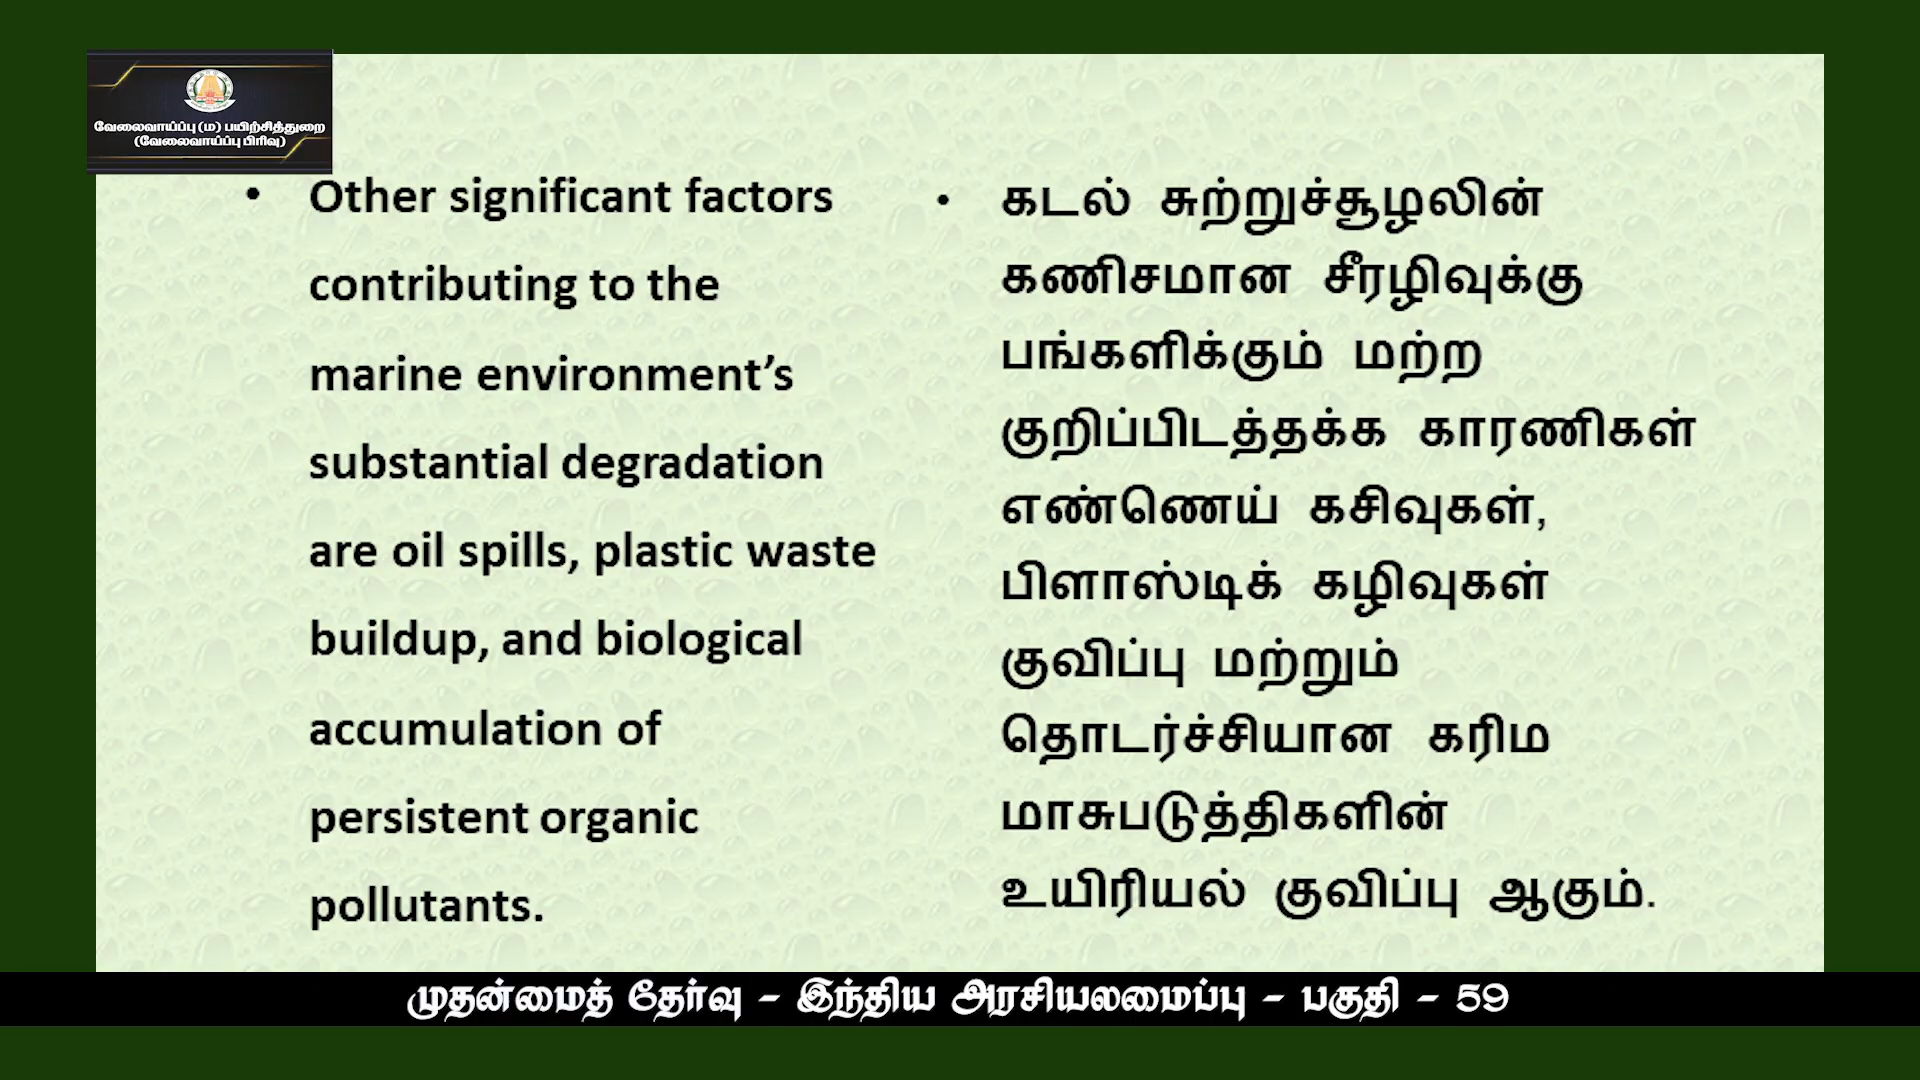 வேலைவாய்ப்பு (ம) பயிற்சித்துறை
(வேலைவாய்ப்பு பிரிவு)
• Other significant factors
contributing to the
marine environment’s
substantial degradation
are oil spills, plastic waste
buildup, and biological
accumulation of
persistent organic
pollutants.
• கடல் சுற்றுச்சூழலின்
கணிசமான சீரழிவுக்கு
பங்களிக்கும் மற்ற
குறிப்பிடத்தக்க காரணிகள்
எண்ணெய் கசிவுகள்,
பிளாஸ்டிக் கழிவுகள்
குவிப்பு மற்றும்
தொடர்ச்சியான கரிம
மாசுபடுத்திகளின்
உயிரியல் குவிப்பு ஆகும்.
முதன்மைத் தேர்வு - இந்திய அரசியலமைப்பு - பகுதி - 59